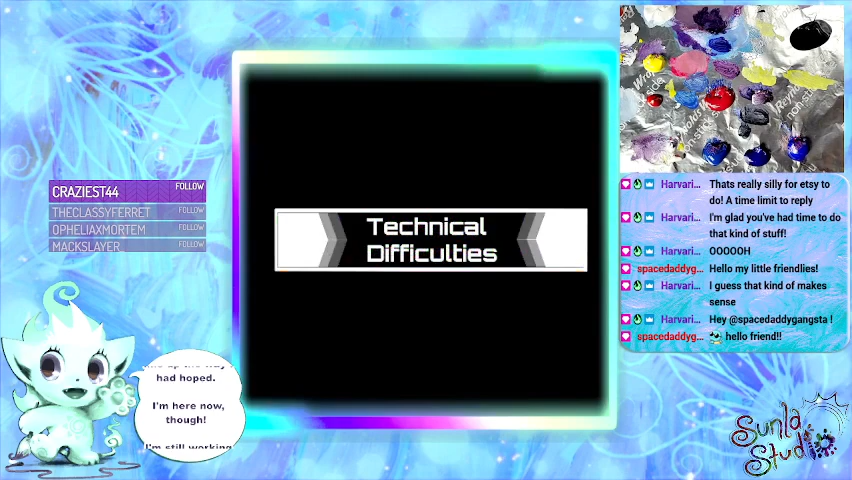 CRAZIEST44 FOLLOW
THECLASSYFERRET FOLLOW
OPHELIAXMORTEM FOLLOW
MACKSLAYER_ FOLLOW
had hoped.
I'm here now,
though!
I'm still working
Technical
Difficulties
Harvari... Thats really silly for etsy to
do! A time limit to reply
Harvari... I'm glad you've had time to do
that kind of stuff!
Harvari... OOOOOH
spacedaddyg... Hello my little friendlies!
Harvari... I guess that kind of makes
sense
Harvari... Hey @spacedaddygangsta !
spacedaddyg... hello friend!!